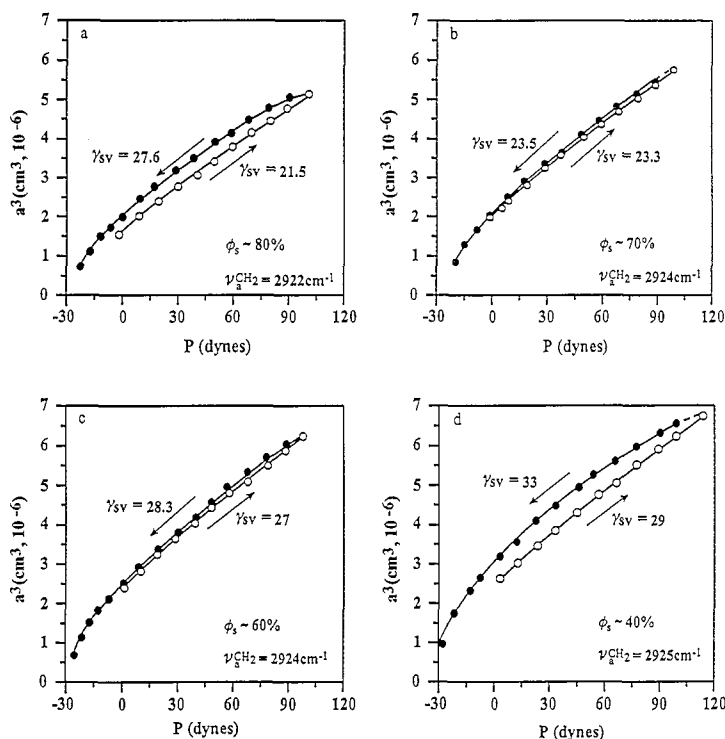 a
a³(cm³, 10⁻⁶)
7
6
5
4
3
2
1
0
γsv = 27.6
γsv = 21.5
ϕs ~ 80%
νₐCH₂ = 2922cm⁻¹
-30 0 30 60 90 120
P (dynes)
b
a³(cm³, 10⁻⁶)
7
6
5
4
3
2
1
0
γsv = 23.5
γsv = 23.3
ϕs ~ 70%
νₐCH₂ = 2924cm⁻¹
-30 0 30 60 90 120
P (dynes)
c
a³(cm³, 10⁻⁶)
7
6
5
4
3
2
1
0
γsv = 28.3
γsv = 27
ϕs ~ 60%
νₐCH₂ = 2924cm⁻¹
-30 0 30 60 90 120
P (dynes)
d
a³(cm³, 10⁻⁶)
7
6
5
4
3
2
1
0
γsv = 33
γsv = 29
ϕs ~ 40%
νₐCH₂ = 2925cm⁻¹
-30 0 30 60 90 120
P (dynes)